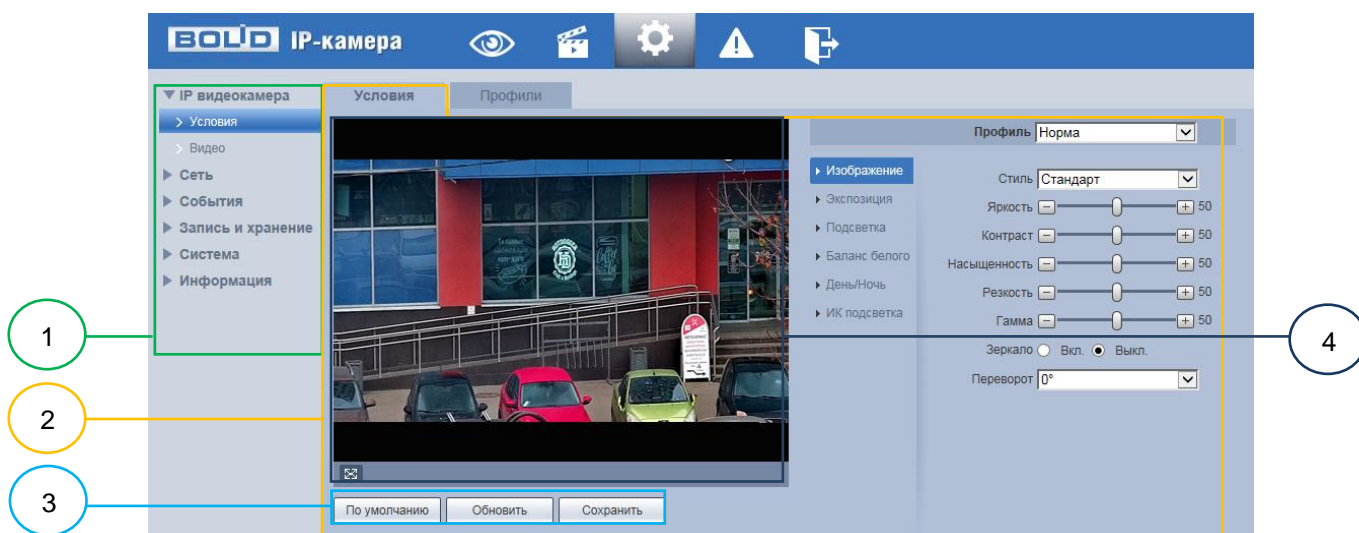 BOLID IP-камера
IP видеокамера
Условия
Видео
Сеть
События
Запись и хранение
Система
Информация
Условия
Профили
Профиль Норма
Изображение
Экспозиция
Подсветка
Баланс белого
День/Ночь
ИК подсветка
Стиль Стандарт
Яркость 50
Контраст 50
Насыщенность 50
Резкость 50
Гамма 50
Зеркало Вкл. Выкл.
Переворот 0°
По умолчанию
Обновить
Сохранить
1
2
3
4